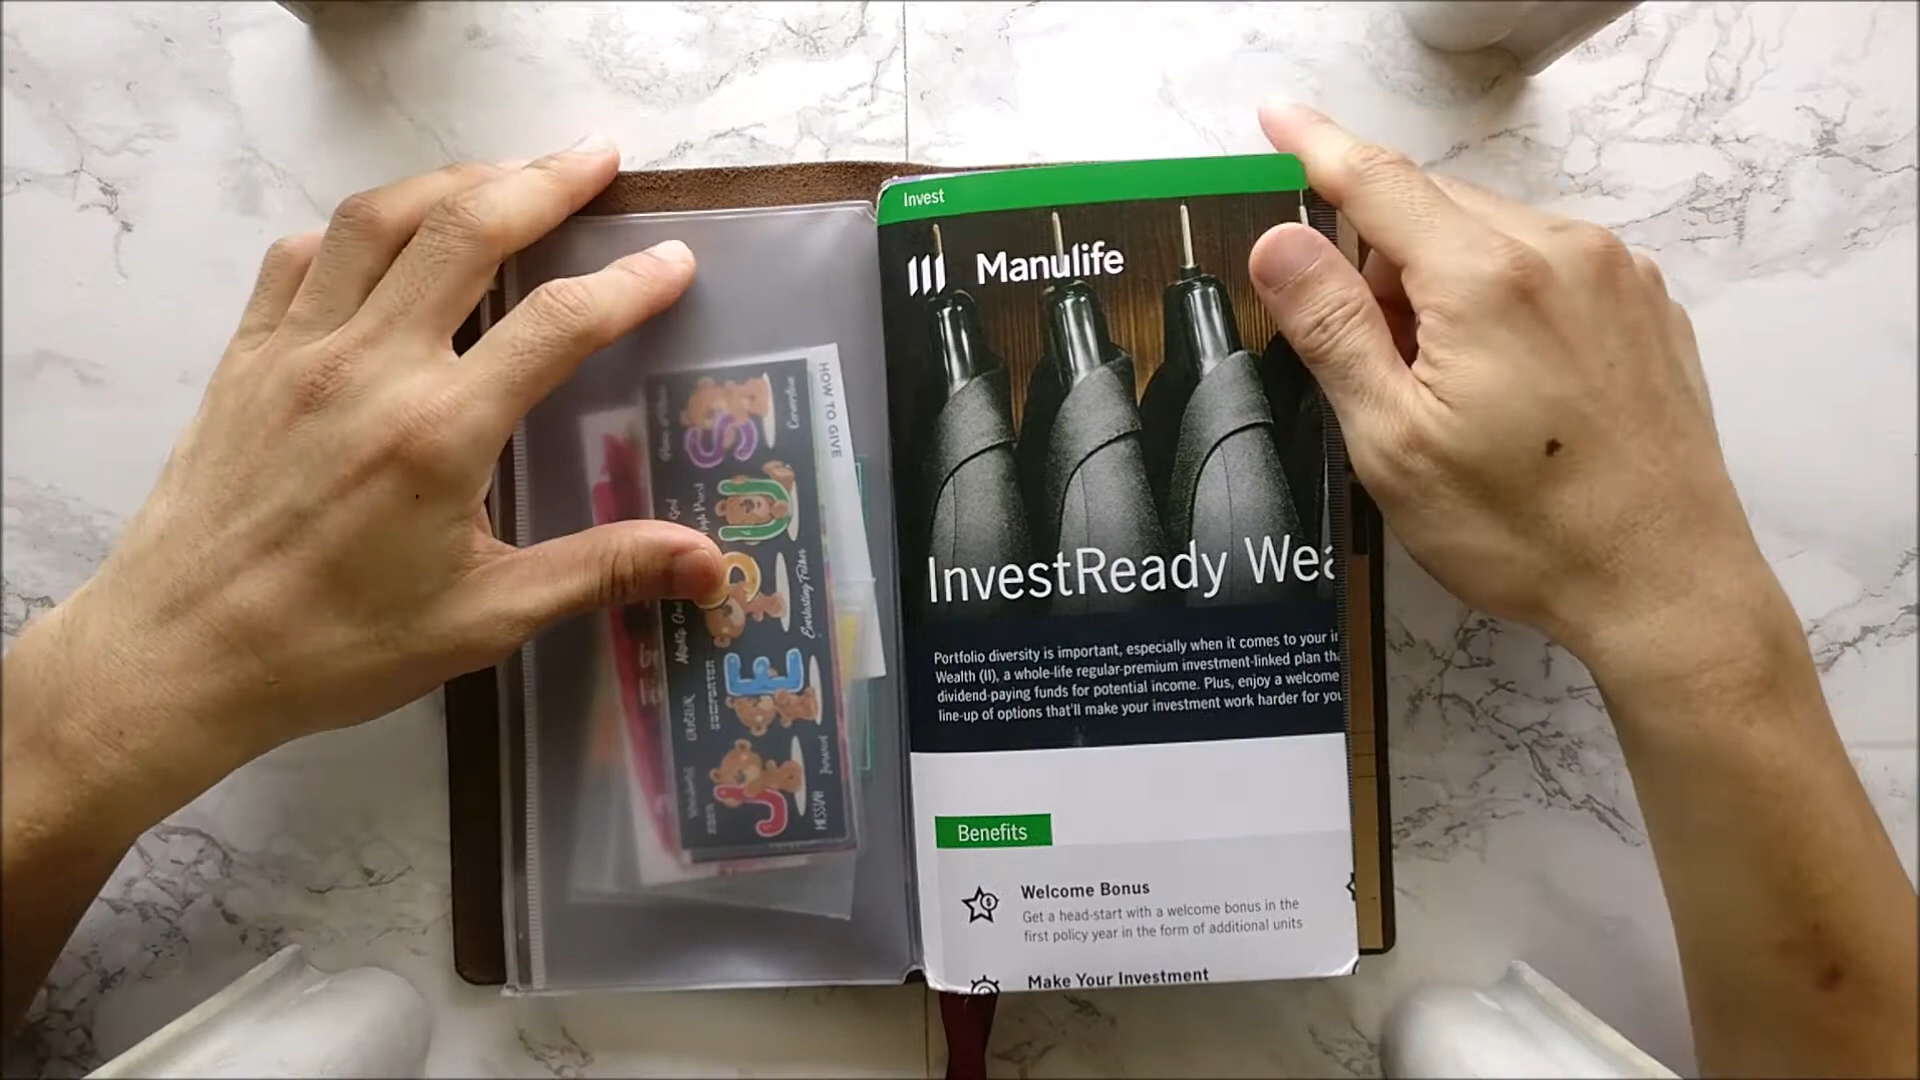 Invest
Manulife
InvestReady Wea
Portfolio diversity is important, especially when it comes to your in
Wealth (II), a whole-life regular-premium investment-linked plan tha
dividend-paying funds for potential income. Plus, enjoy a welcome
line-up of options that'll make your investment work harder for you
Benefits
Welcome Bonus
Get a head-start with a welcome bonus in the
first policy year in the form of additional units
Make Your Investment
HOW TO GIVE
JESUS
Everlasting Father
MESSIAH